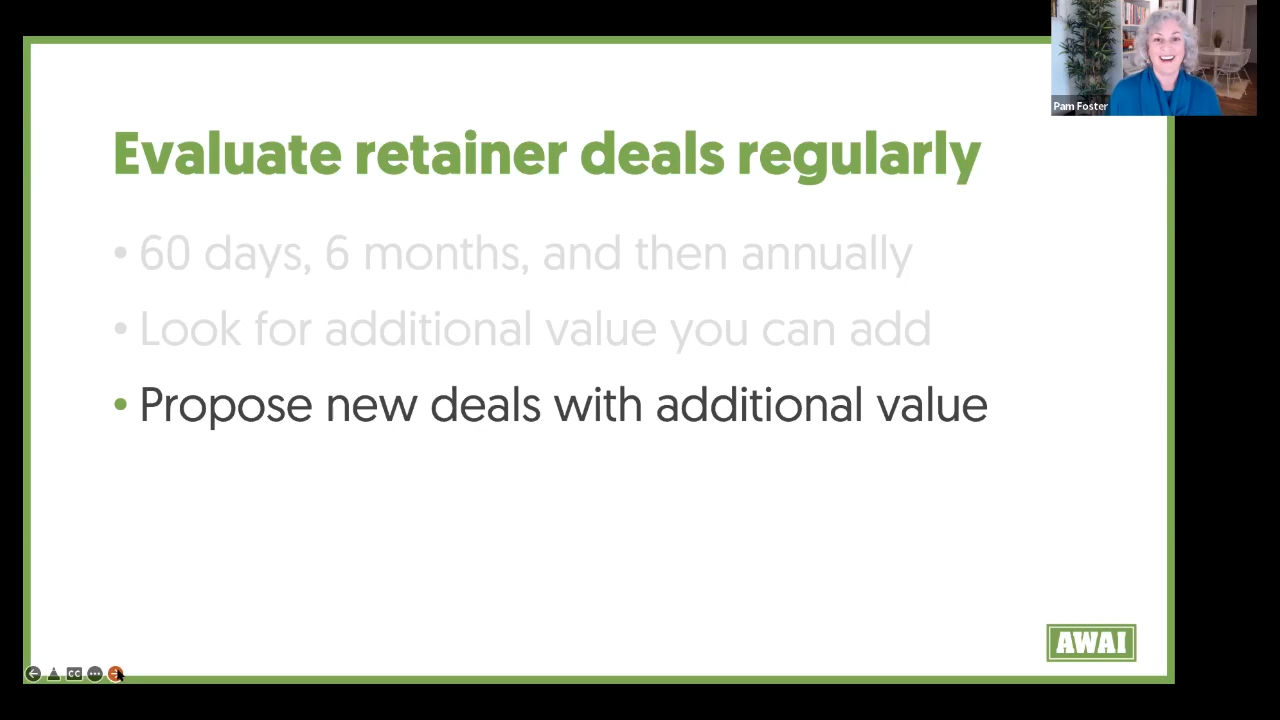 Pam Foster
Evaluate retainer deals regularly
• 60 days, 6 months, and then annually
• Look for additional value you can add
• Propose new deals with additional value
AWAI
CC